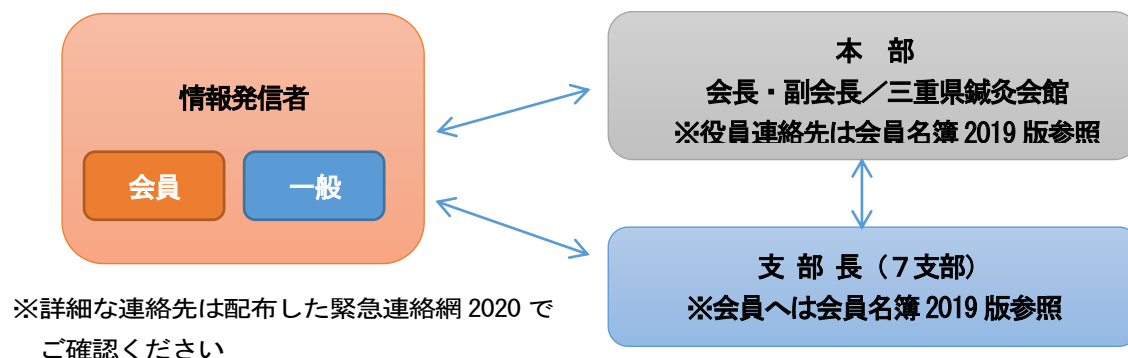 情報発信者
会員
一般
本　部
会長・副会長／三重県鍼灸会館
※役員連絡先は会員名簿 2019 版参照
支 部 長（７支部）
※会員へは会員名簿 2019 版参照
※詳細な連絡先は配布した緊急連絡網 2020 で
ご確認ください